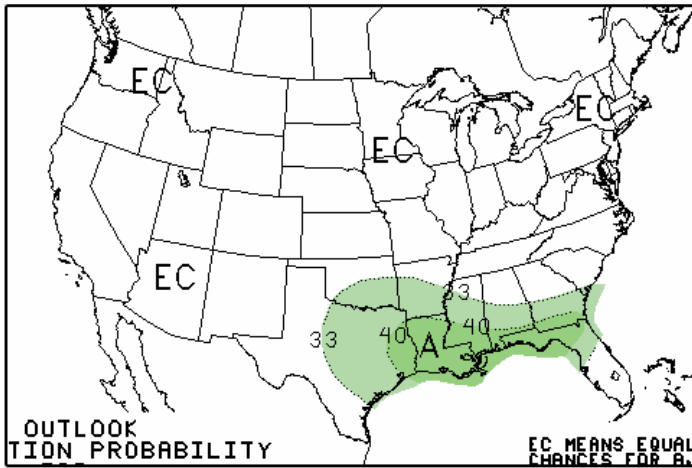 EC
EC
EC
EC
33
33
40
40
A
OUTLOOK
TION PROBABILITY
EC MEANS EQUAL
CHANCES FOR A